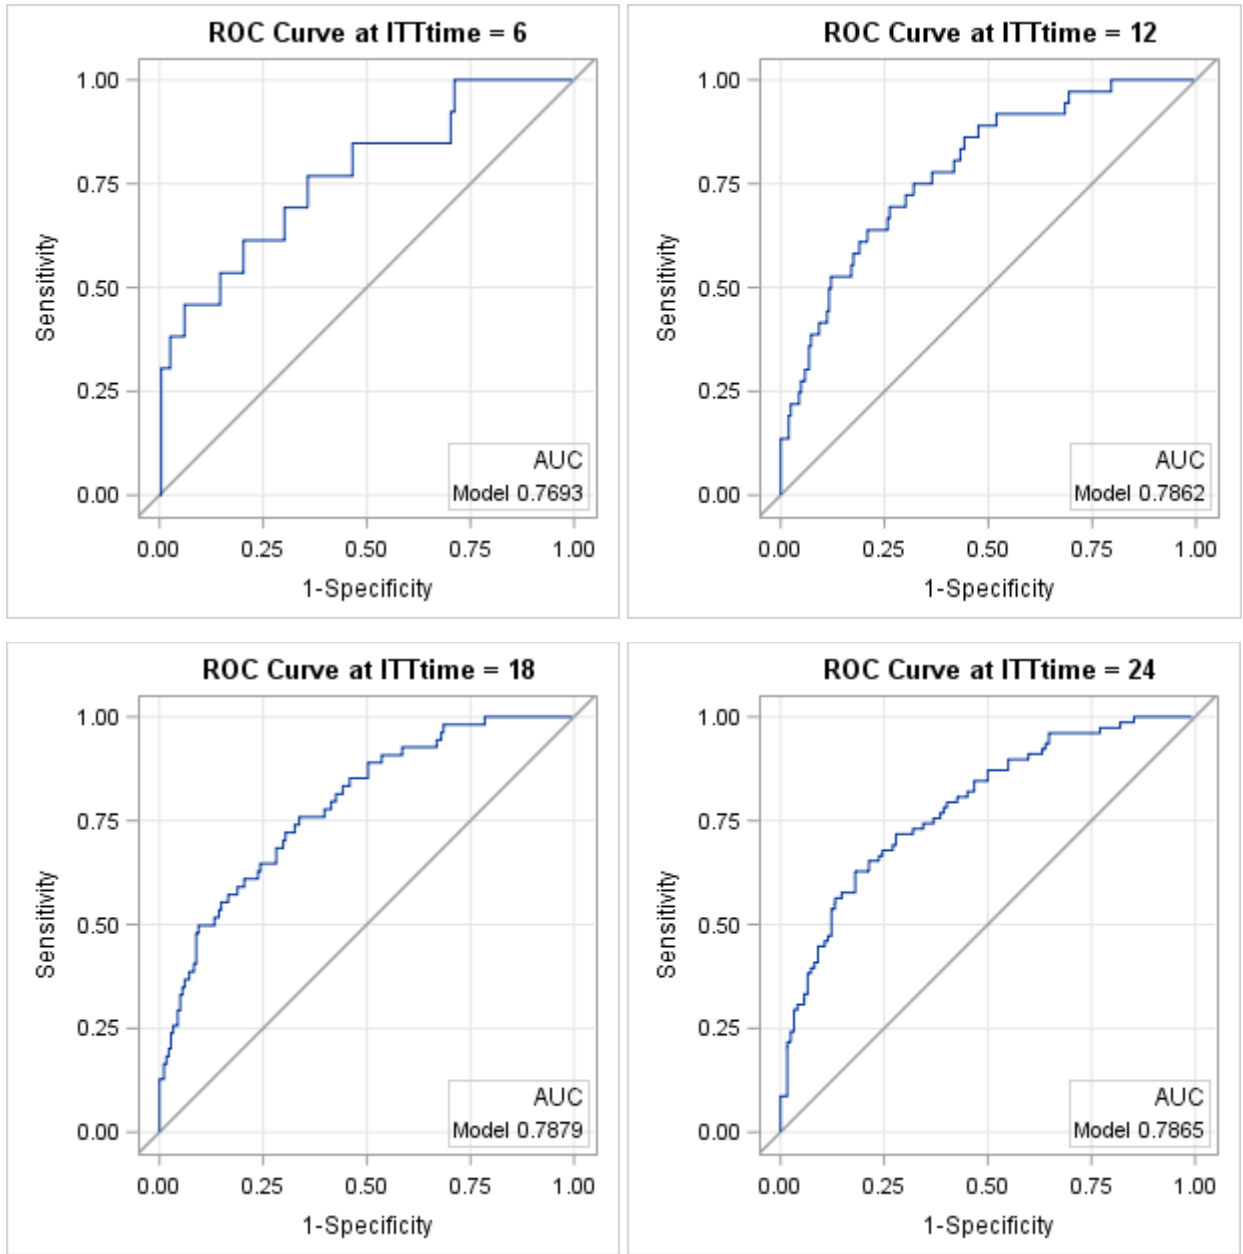 ROC Curve at ITTtime = 6
1.00
0.75
0.50
0.25
0.00
Sensitivity
AUC
Model 0.7693
0.00 0.25 0.50 0.75 1.00
1-Specificity
ROC Curve at ITTtime = 12
1.00
0.75
0.50
0.25
0.00
Sensitivity
AUC
Model 0.7862
0.00 0.25 0.50 0.75 1.00
1-Specificity
ROC Curve at ITTtime = 18
1.00
0.75
0.50
0.25
0.00
Sensitivity
AUC
Model 0.7879
0.00 0.25 0.50 0.75 1.00
1-Specificity
ROC Curve at ITTtime = 24
1.00
0.75
0.50
0.25
0.00
Sensitivity
AUC
Model 0.7865
0.00 0.25 0.50 0.75 1.00
1-Specificity